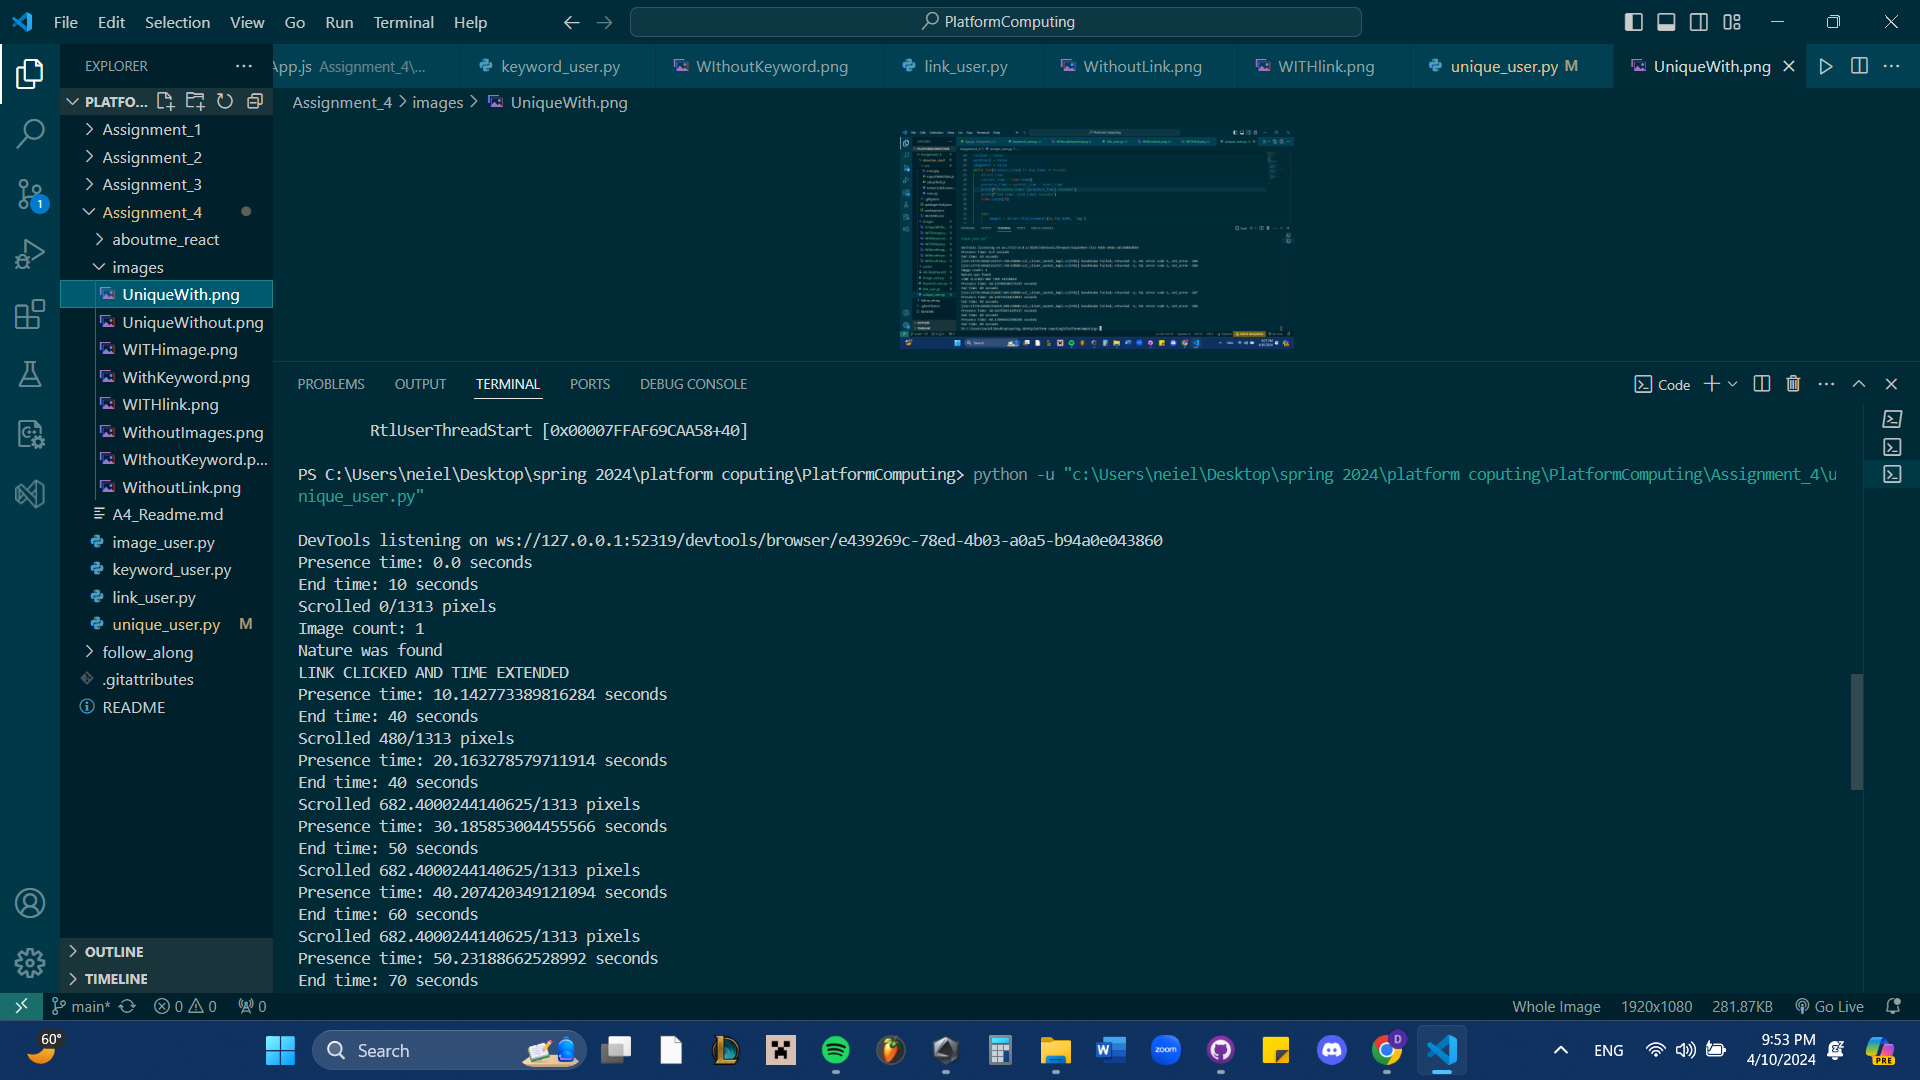 File Edit Selection View Go Run Terminal Help
PlatformComputing
EXPLORER
App.js Assignment_4\...
keyword_user.py
WIthoutKeyword.png
link_user.py
WithoutLink.png
WITHlink.png
unique_user.py M
UniqueWith.png
PLATFO...
Assignment_4 > images > UniqueWith.png
Assignment_1
Assignment_2
Assignment_3
Assignment_4
aboutme_react
images
UniqueWith.png
UniqueWithout.png
WITHimage.png
WithKeyword.png
WITHlink.png
WithoutImages.png
WIthoutKeyword.p...
WithoutLink.png
A4_Readme.md
image_user.py
keyword_user.py
link_user.py
unique_user.py M
follow_along
.gitattributes
README
OUTLINE
TIMELINE
1
PROBLEMS OUTPUT TERMINAL PORTS DEBUG CONSOLE
Code
RtlUserThreadStart [0x00007FFAF69CAA58+40]
PS C:\Users\neiel\Desktop\spring 2024\platform coputing\PlatformComputing> python -u "c:\Users\neiel\Desktop\spring 2024\platform coputing\PlatformComputing\Assignment_4\u
nique_user.py"
DevTools listening on ws://127.0.0.1:52319/devtools/browser/e439269c-78ed-4b03-a0a5-b94a0e043860
Presence time: 0.0 seconds
End time: 10 seconds
Scrolled 0/1313 pixels
Image count: 1
Nature was found
LINK CLICKED AND TIME EXTENDED
Presence time: 10.142773389816284 seconds
End time: 40 seconds
Scrolled 480/1313 pixels
Presence time: 20.163278579711914 seconds
End time: 40 seconds
Scrolled 682.4000244140625/1313 pixels
Presence time: 30.185853004455566 seconds
End time: 50 seconds
Scrolled 682.4000244140625/1313 pixels
Presence time: 40.207420349121094 seconds
End time: 60 seconds
Scrolled 682.4000244140625/1313 pixels
Presence time: 50.23188662528992 seconds
End time: 70 seconds
main* 0 0 0
Whole Image 1920x1080 281.87KB Go Live
60°
Search
zoom
D
ENG
9:53 PM
4/10/2024
PRE